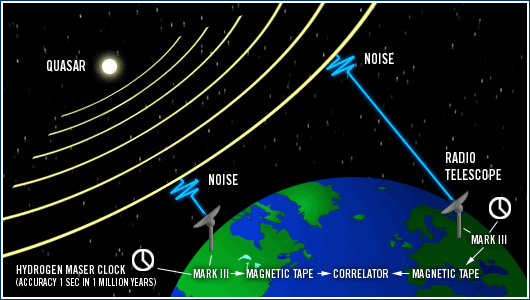 QUASAR
NOISE
NOISE
RADIO
TELESCOPE
MARK III
HYDROGEN MASER CLOCK
(ACCURACY 1 SEC IN 1 MILLION YEARS)
MARK III
MAGNETIC TAPE
CORRELATOR
MAGNETIC TAPE